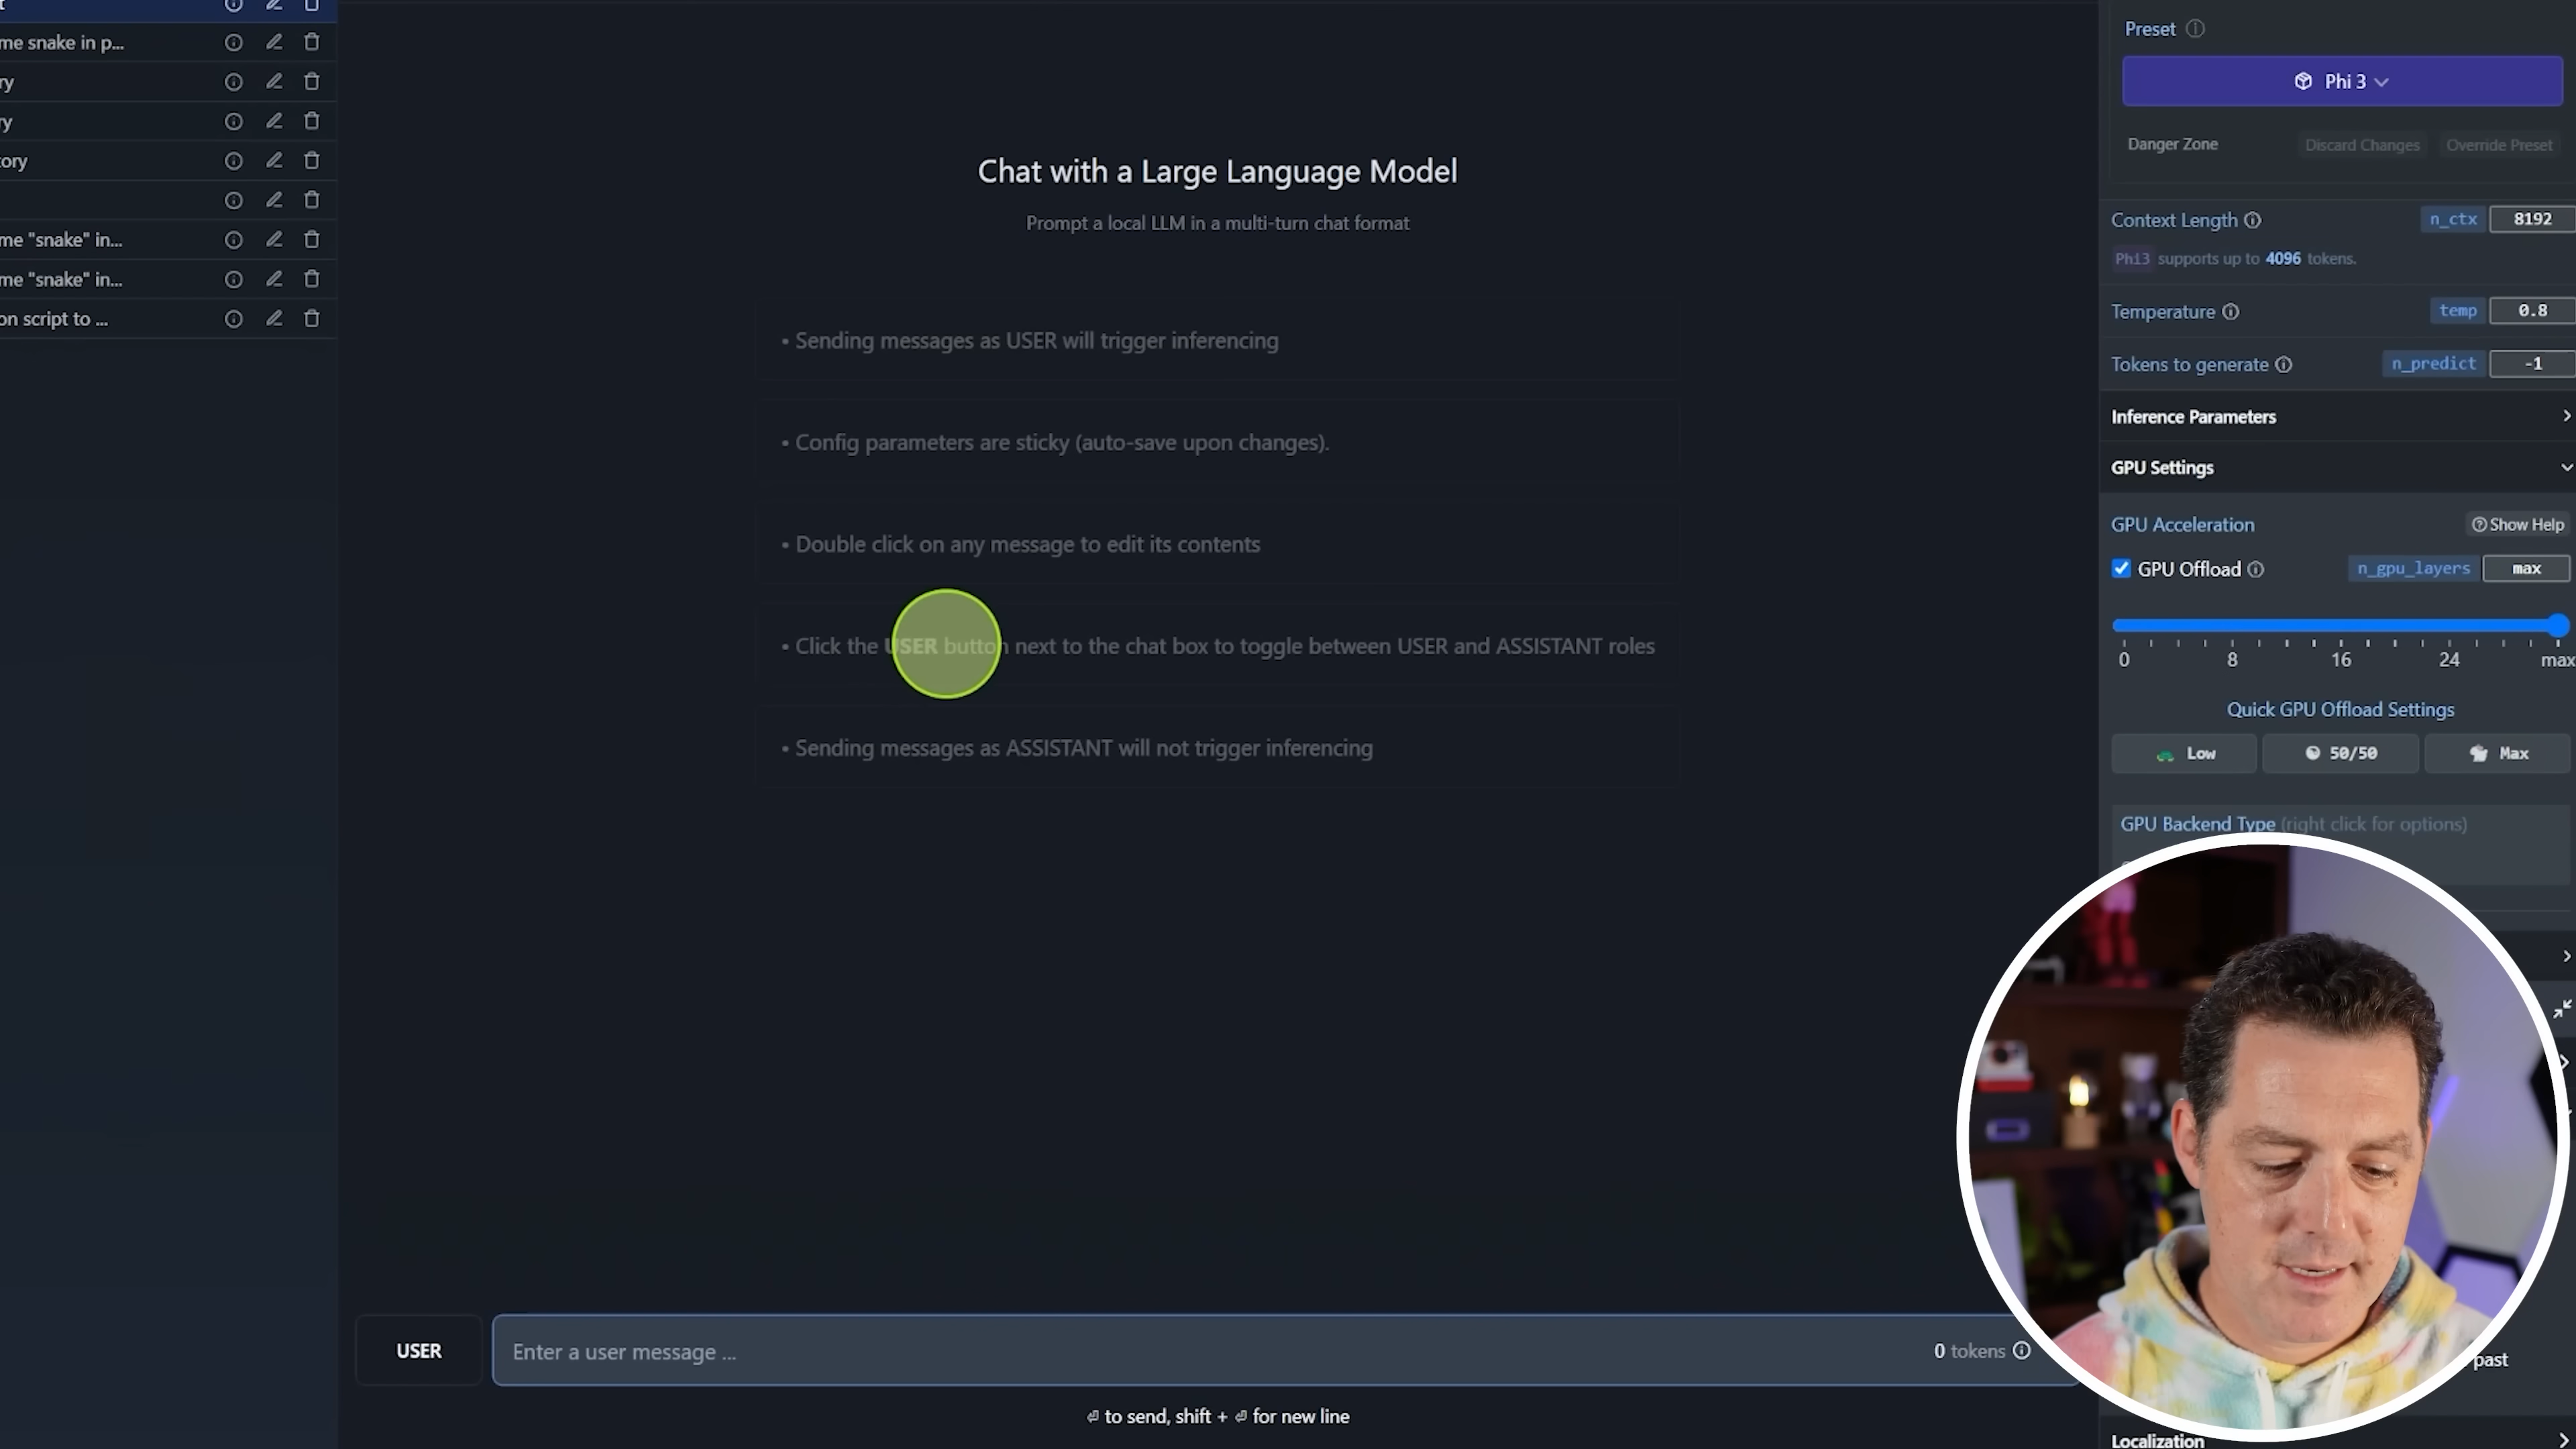 me snake in p...
ry
ry
tory
me "snake" in...
me "snake" in...
on script to ...
Chat with a Large Language Model
Prompt a local LLM in a multi-turn chat format
• Sending messages as USER will trigger inferencing
• Config parameters are sticky (auto-save upon changes).
• Double click on any message to edit its contents
• Click the USER button next to the chat box to toggle between USER and ASSISTANT roles
• Sending messages as ASSISTANT will not trigger inferencing
USER
Enter a user message ...
0 tokens
⏎ to send, shift + ⏎ for new line
Preset
Phi 3
Danger Zone Discard Changes Override Preset
Context Length n_ctx 8192
Phi3 supports up to 4096 tokens.
Temperature temp 0.8
Tokens to generate n_predict -1
Inference Parameters
GPU Settings
GPU Acceleration Show Help
GPU Offload n_gpu_layers max
0 8 16 24 max
Quick GPU Offload Settings
Low 50/50 Max
GPU Backend Type (right click for options)
past
Localization